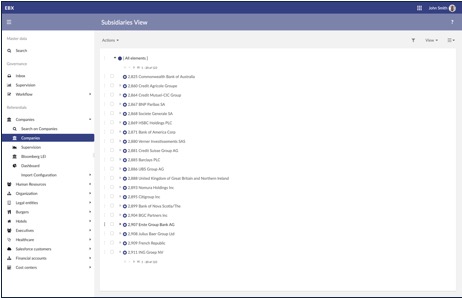 EBX
John Smith
Subsidiaries View
?
Master data
Search
Governance
Inbox
Supervision
Workflow
Referentials
Companies
Search on Companies
Companies
Supervision
Bloomberg LEI
Dashboard
Import Configuration
Human Resources
Organization
Legal entities
Burgers
Hotels
Executives
Healthcare
Salesforce customers
Financial accounts
Cost centers
Actions
View
[ All elements ]
2,825 Commonwealth Bank of Australia
2,860 Credit Agricole Groupe
2,864 Credit Mutuel-CIC Group
2,867 BNP Paribas SA
2,868 Societe Generale SA
2,869 HSBC Holdings PLC
2,871 Bank of America Corp
2,880 Verner Investissements SAS
2,881 Credit Suisse Group AG
2,885 Barclays PLC
2,886 UBS Group AG
2,888 United Kingdom of Great Britain and Northern Ireland
2,893 Nomura Holdings Inc
2,895 Citigroup Inc
2,899 Bank of Nova Scotia/The
2,904 BGC Partners Inc
2,907 Erste Group Bank AG
2,908 Julius Baer Group Ltd
2,909 French Republic
2,911 ING Groep NV